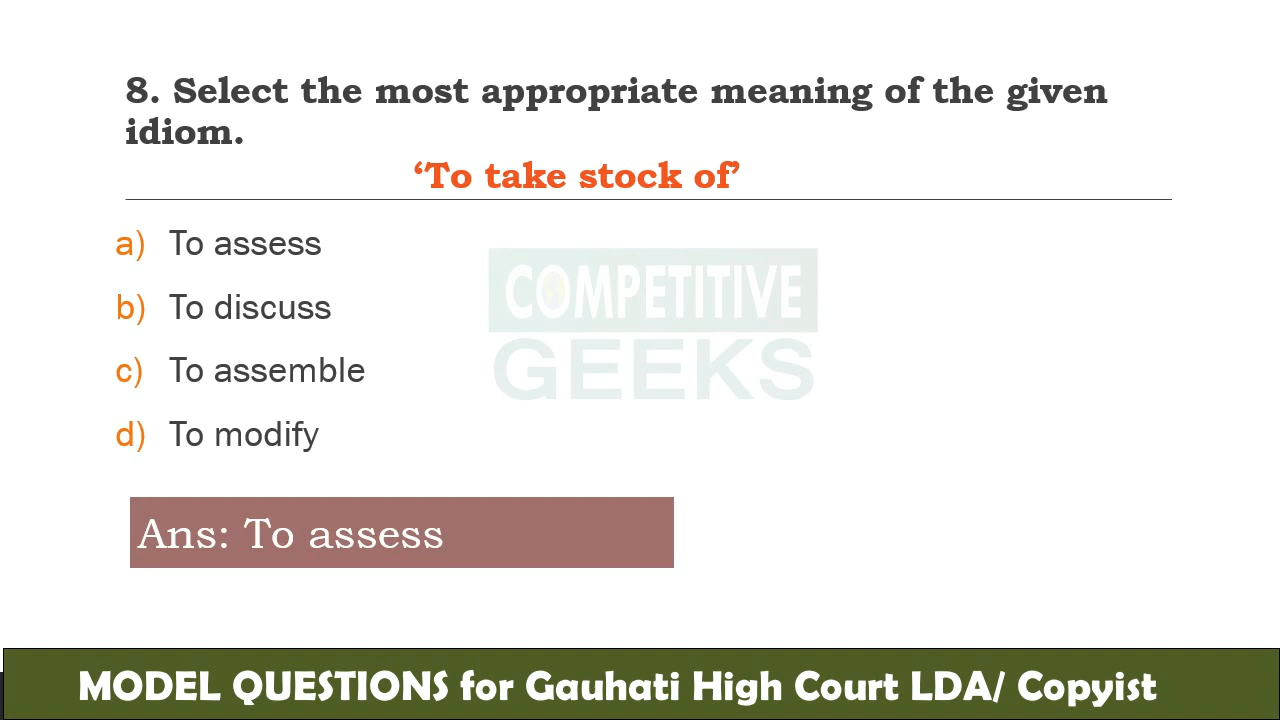 8. Select the most appropriate meaning of the given
idiom.
‘To take stock of’
a) To assess
b) To discuss
c) To assemble
d) To modify
COMPETITIVE
GEEKS
Ans: To assess
MODEL QUESTIONS for Gauhati High Court LDA/ Copyist